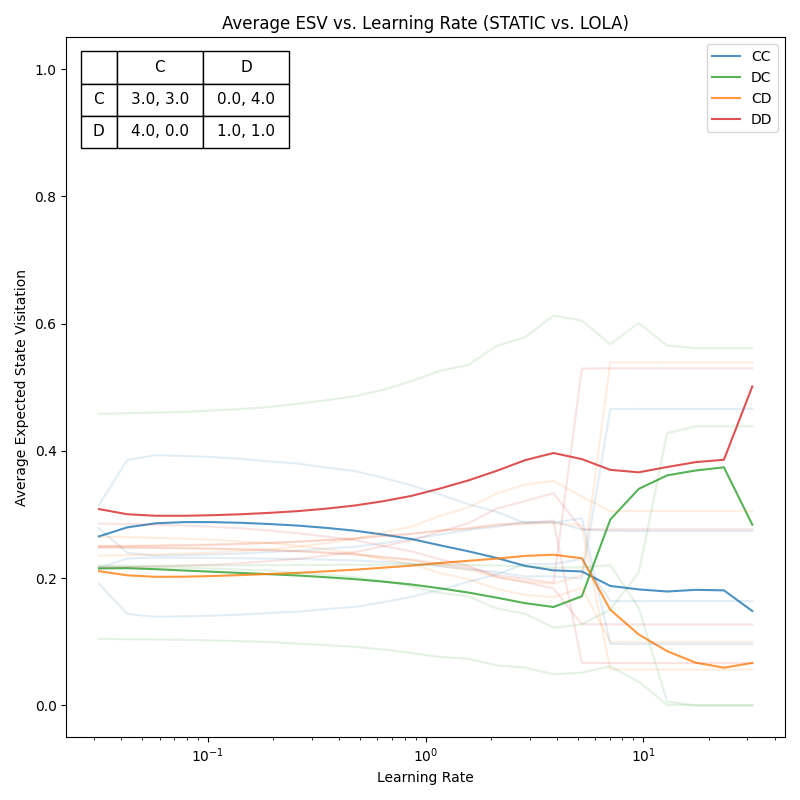 Average ESV vs. Learning Rate (STATIC vs. LOLA)
C D
C 3.0, 3.0 0.0, 4.0
D 4.0, 0.0 1.0, 1.0
CC
DC
CD
DD
Average Expected State Visitation
1.0
0.8
0.6
0.4
0.2
0.0
10⁻¹ 10⁰ 10¹
Learning Rate